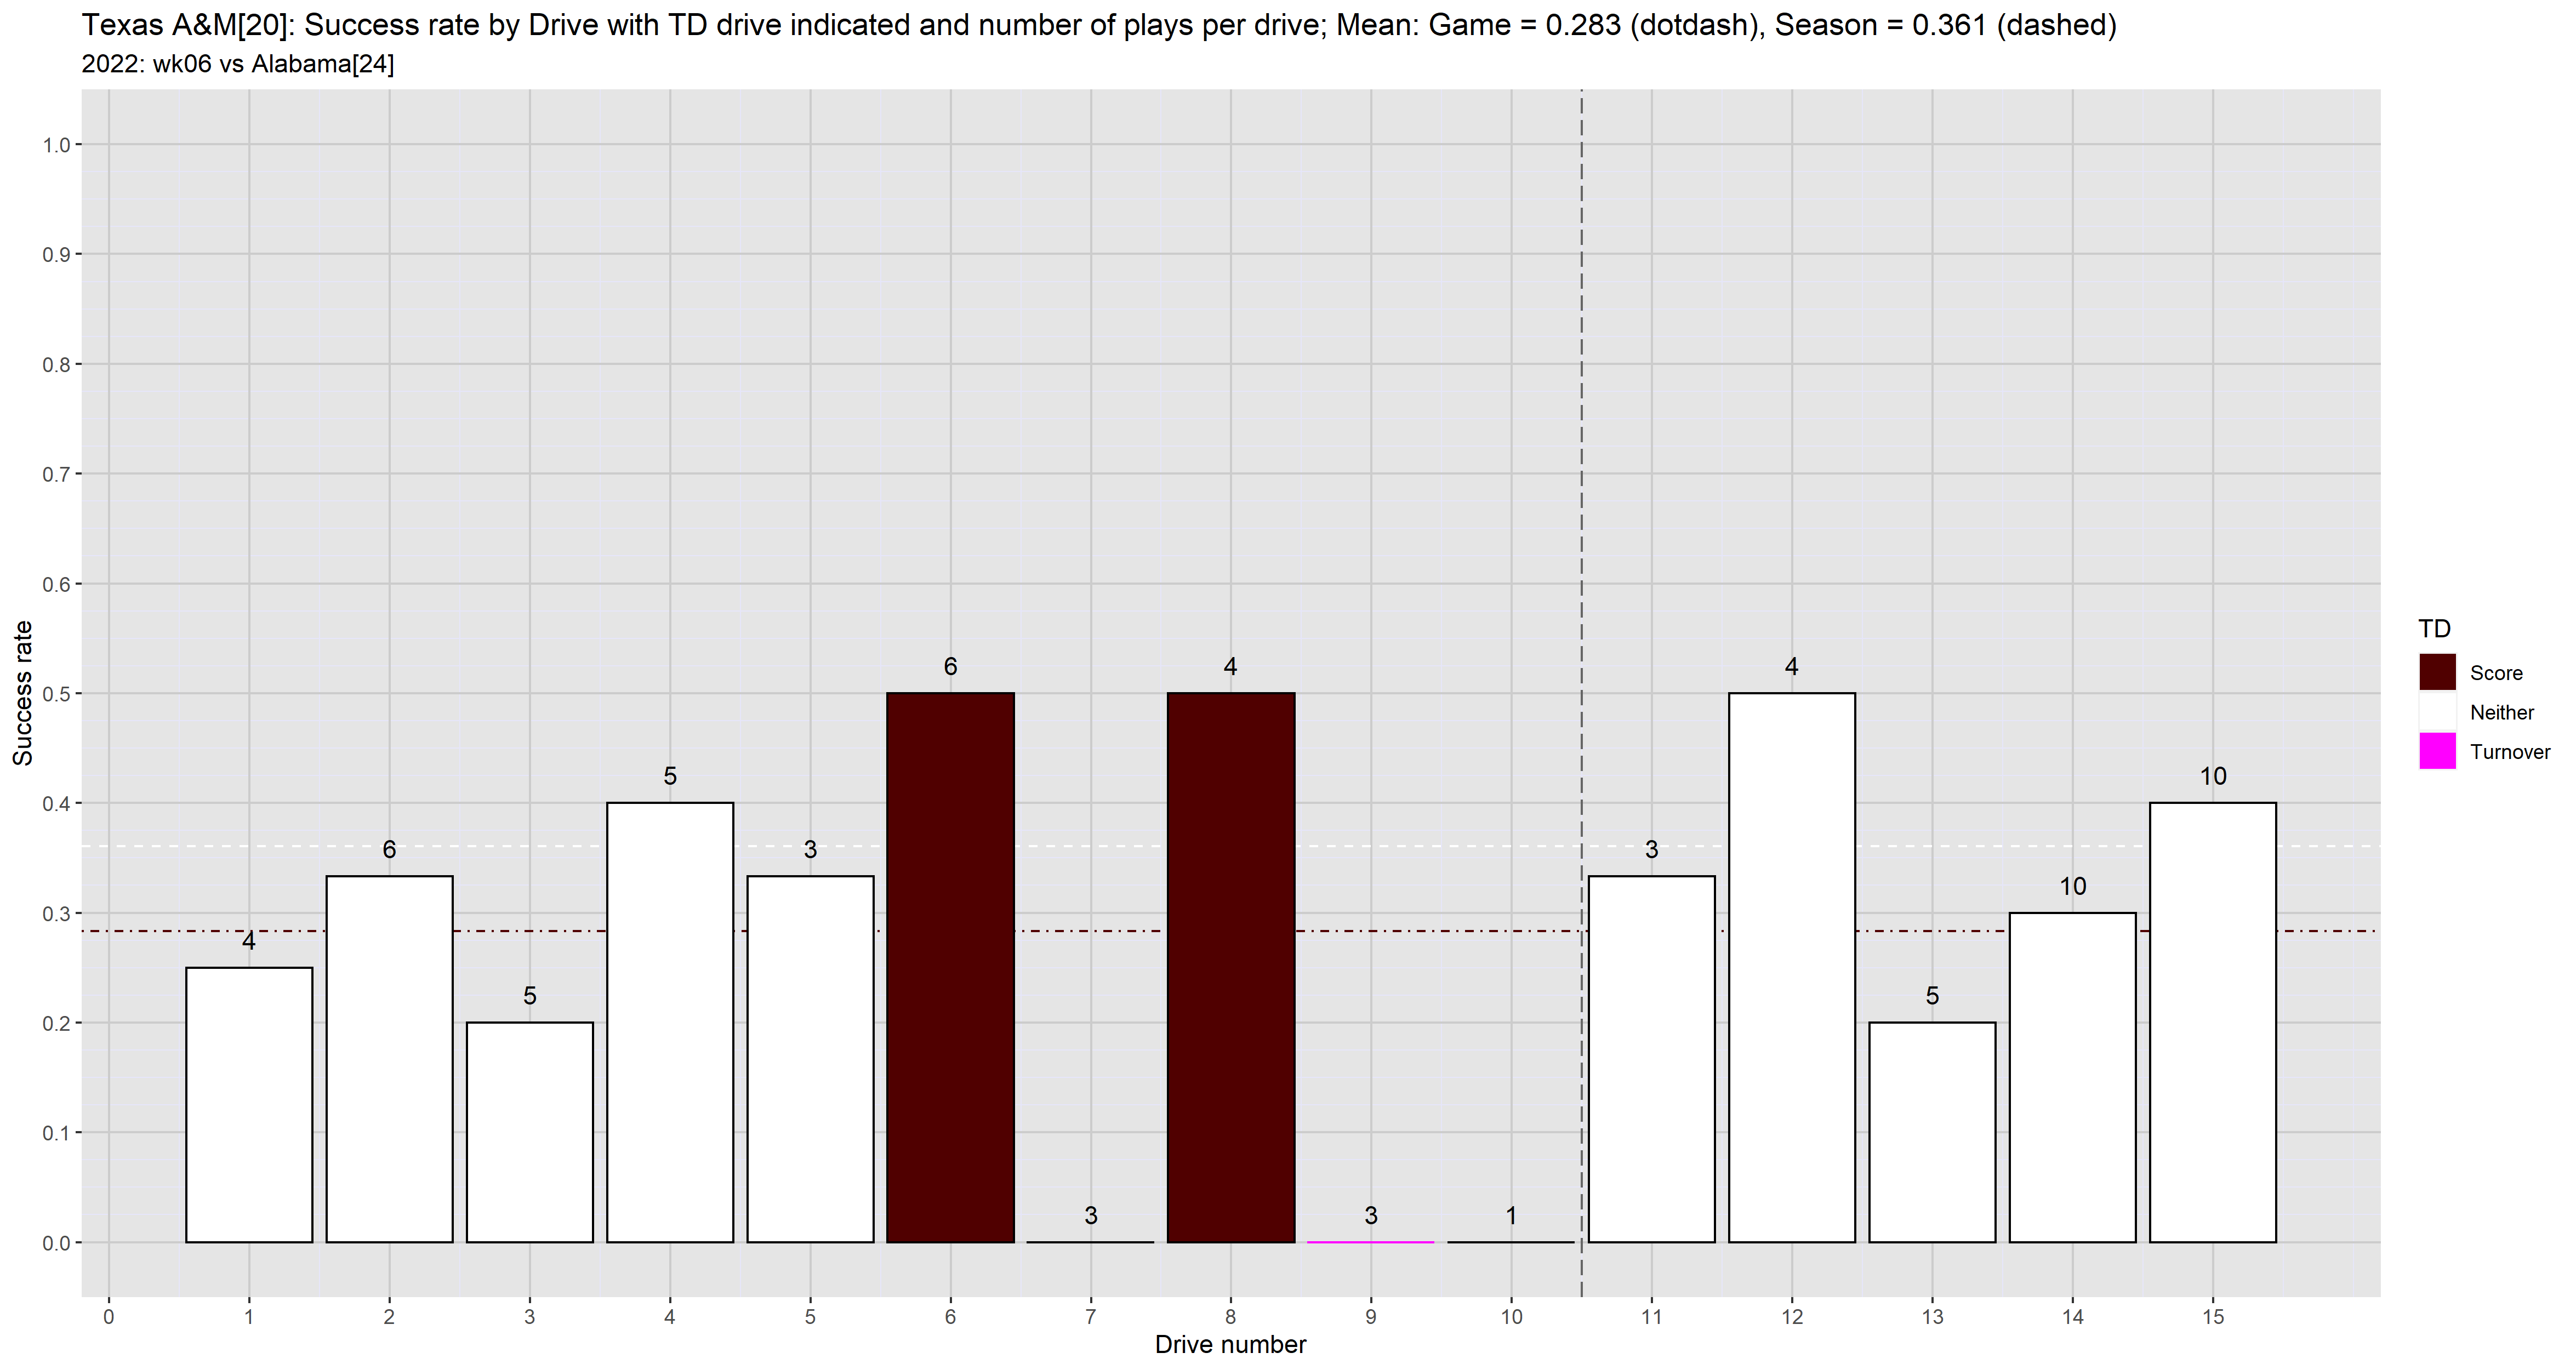 Texas A&M[20]: Success rate by Drive with TD drive indicated and number of plays per drive; Mean: Game = 0.283 (dotdash), Season = 0.361 (dashed)
2022: wk06 vs Alabama[24]
1.0
0.9
0.8
0.7
0.6
0.5
0.4
0.3
0.2
0.1
0.0
Success rate
4
6
5
5
3
6
3
4
3
1
3
4
5
10
10
0 1 2 3 4 5 6 7 8 9 10 11 12 13 14 15
Drive number
TD
Score
Neither
Turnover